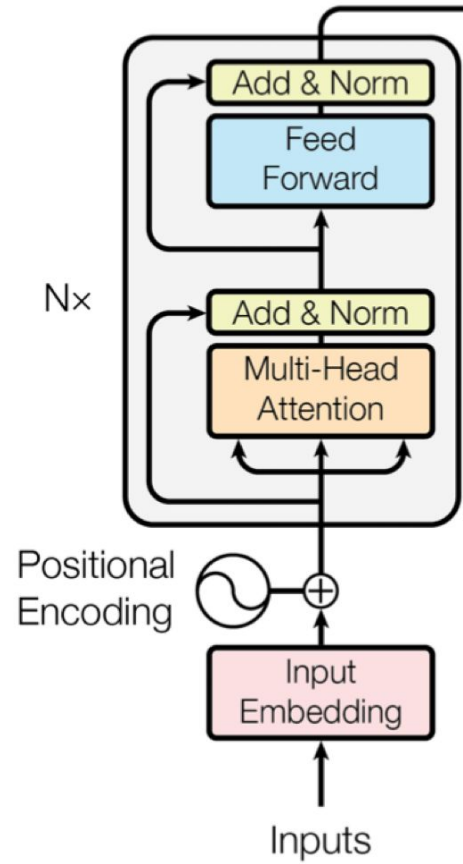 Add & Norm
Feed
Forward
N×
Add & Norm
Multi-Head
Attention
Positional
Encoding
Input
Embedding
Inputs